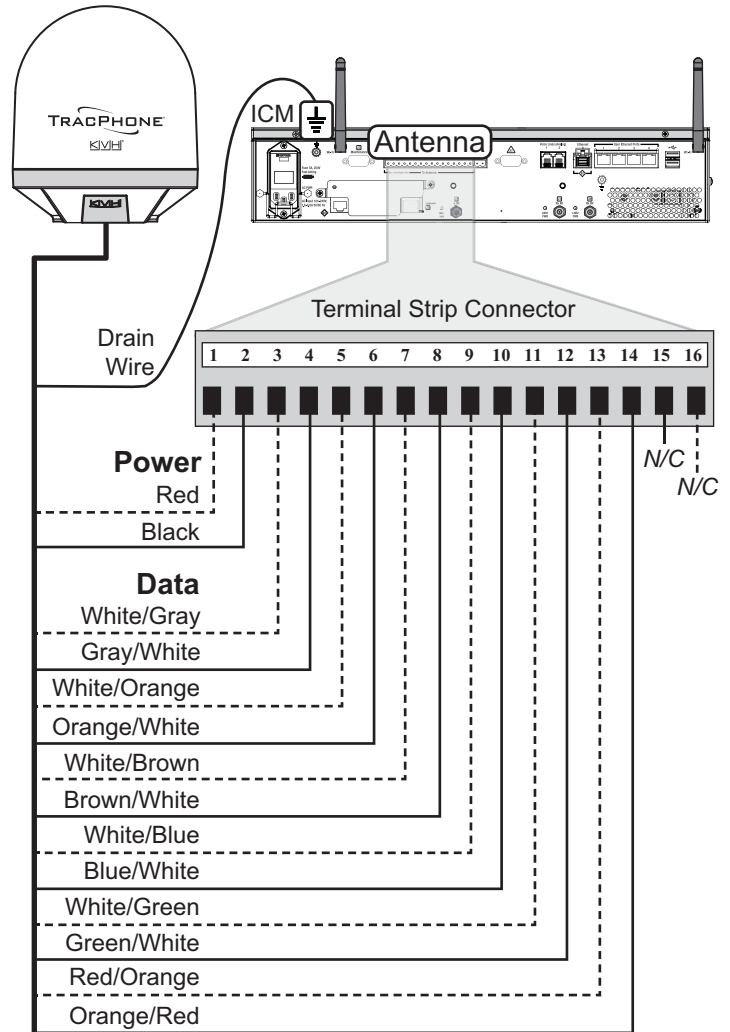 TRACPHONE
KVH
KVH
ICM
Antenna
Terminal Strip Connector
1 2 3 4 5 6 7 8 9 10 11 12 13 14 15 16
Drain
Wire
N/C
N/C
Power
Red
Black
Data
White/Gray
Gray/White
White/Orange
Orange/White
White/Brown
Brown/White
White/Blue
Blue/White
White/Green
Green/White
Red/Orange
Orange/Red